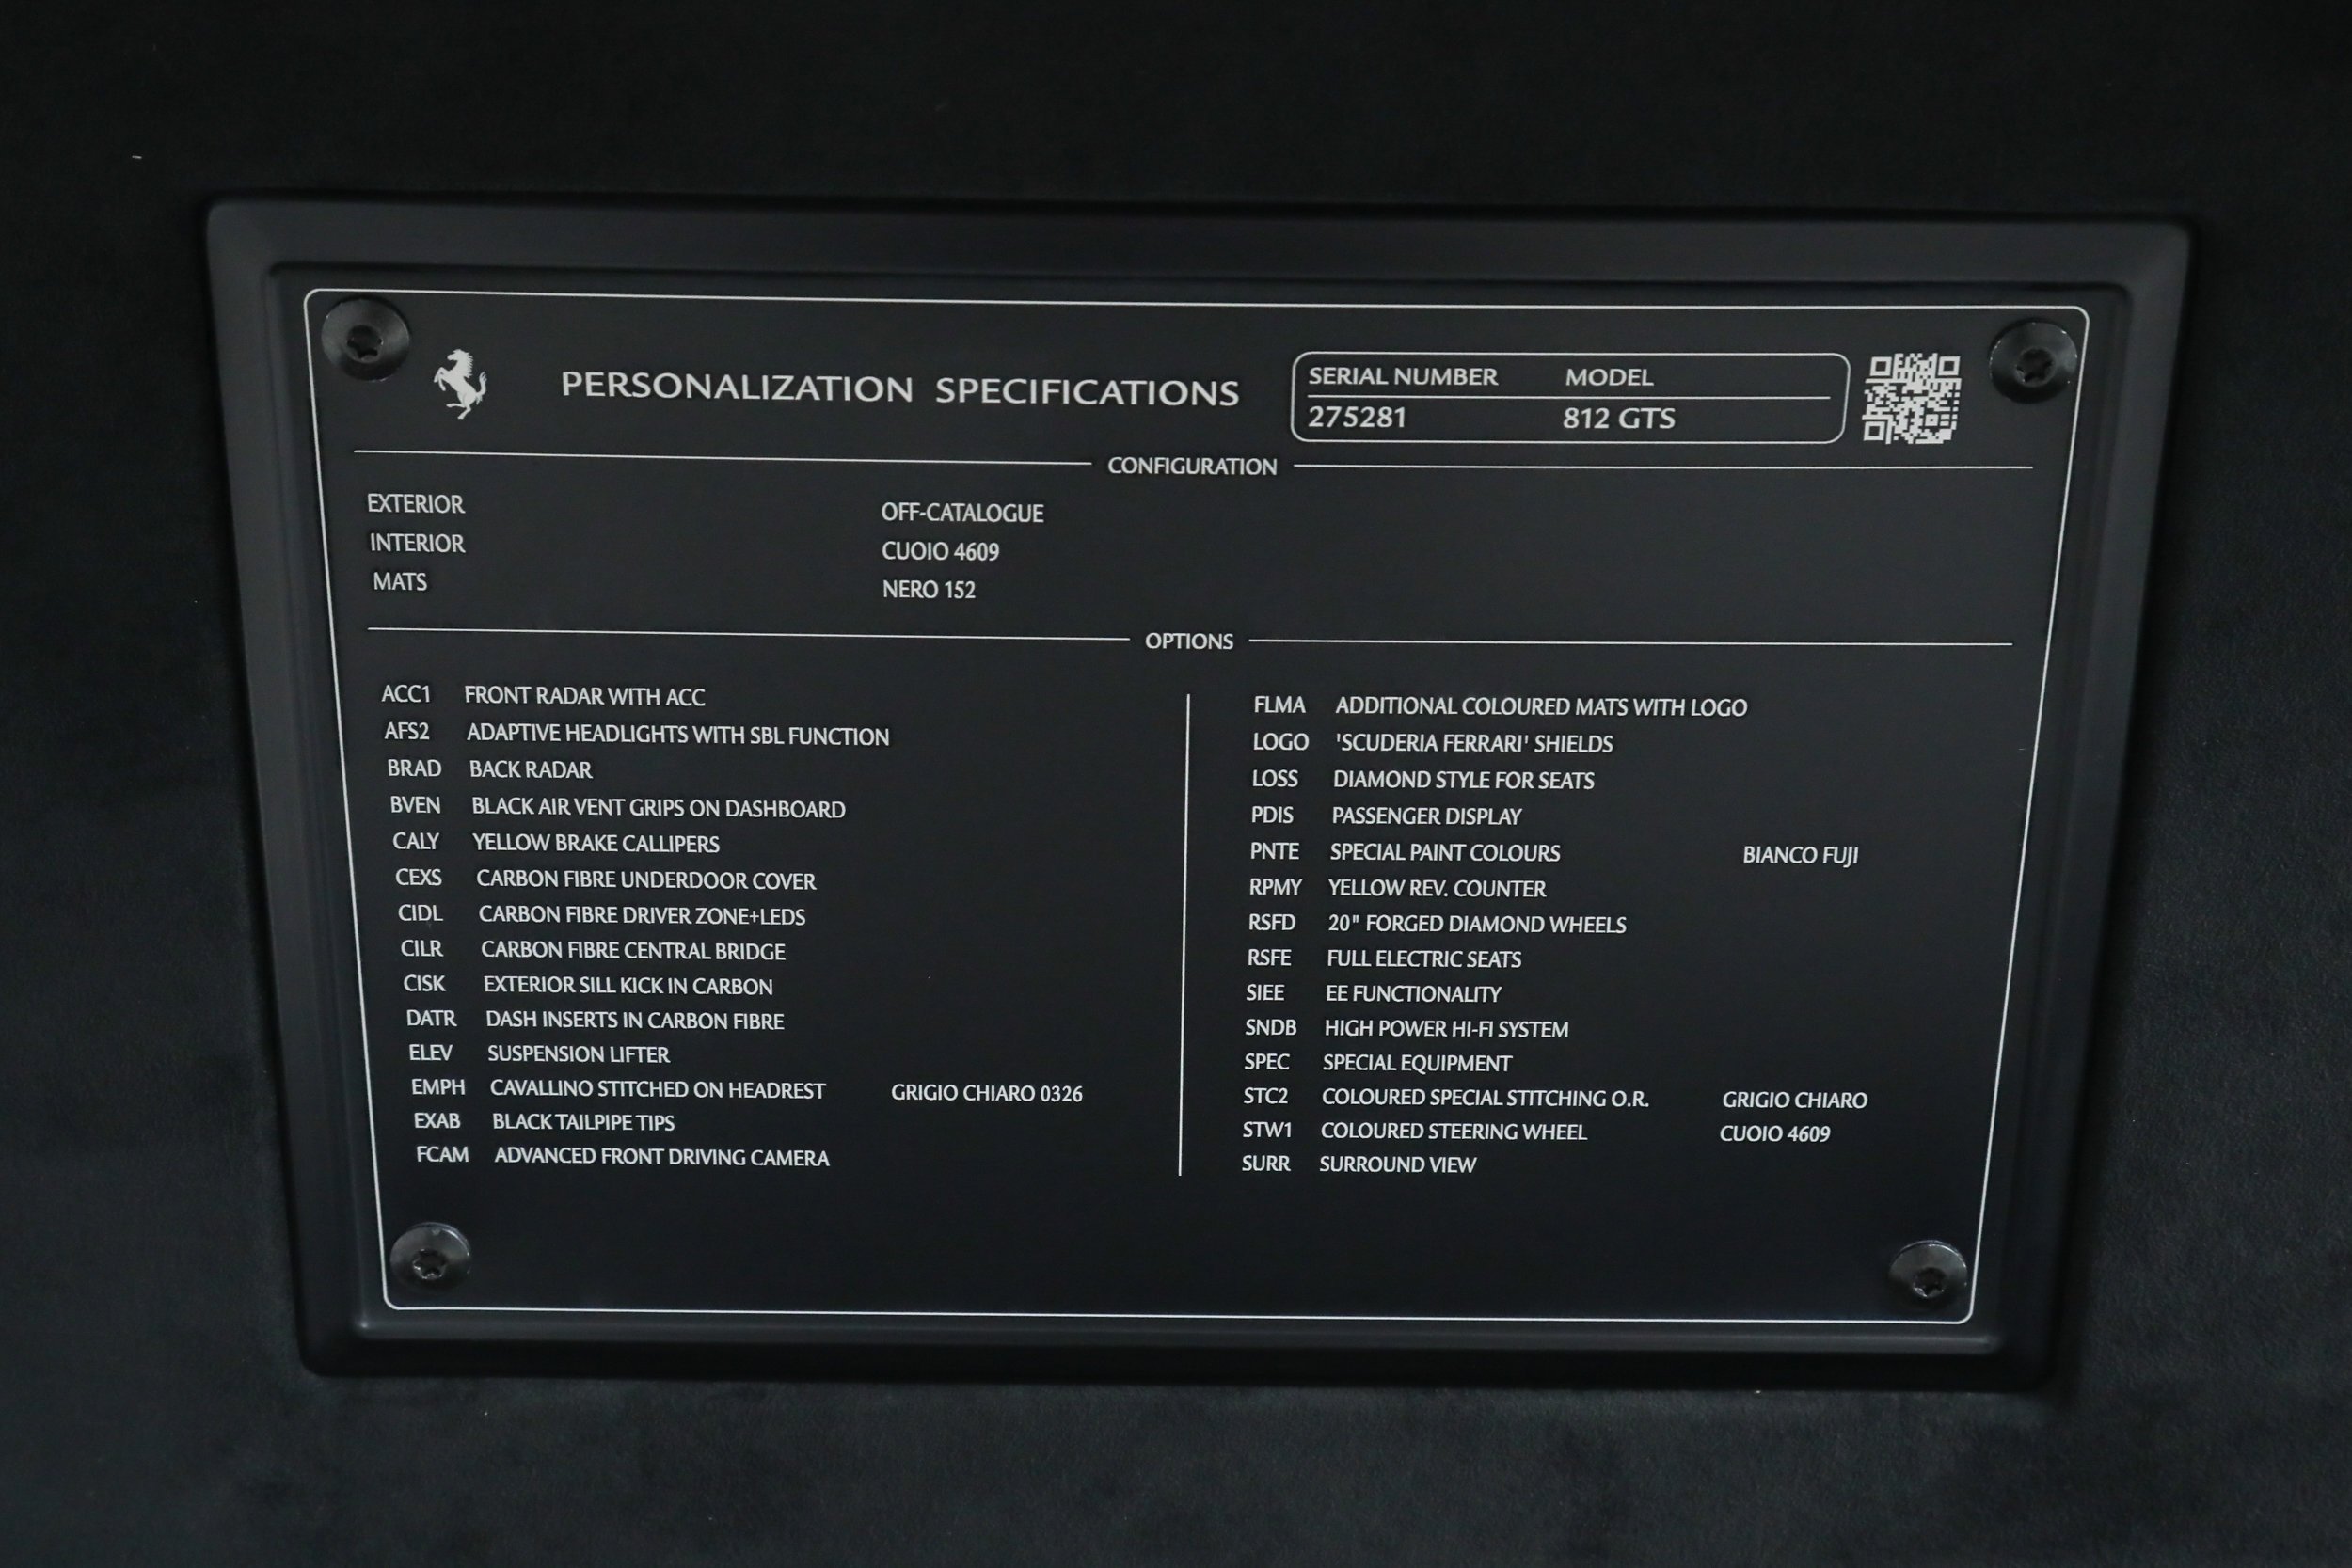 PERSONALIZATION SPECIFICATIONS
SERIAL NUMBER MODEL
275281 812 GTS
CONFIGURATION
EXTERIOR OFF-CATALOGUE
INTERIOR CUOIO 4609
MATS NERO 152
OPTIONS
ACC1 FRONT RADAR WITH ACC
AFS2 ADAPTIVE HEADLIGHTS WITH SBL FUNCTION
BRAD BACK RADAR
BVEN BLACK AIR VENT GRIPS ON DASHBOARD
CALY YELLOW BRAKE CALLIPERS
CEXS CARBON FIBRE UNDERDOOR COVER
CIDL CARBON FIBRE DRIVER ZONE+LEDS
CILR CARBON FIBRE CENTRAL BRIDGE
CISK EXTERIOR SILL KICK IN CARBON
DATR DASH INSERTS IN CARBON FIBRE
ELEV SUSPENSION LIFTER
EMPH CAVALLINO STITCHED ON HEADREST GRIGIO CHIARO 0326
EXAB BLACK TAILPIPE TIPS
FCAM ADVANCED FRONT DRIVING CAMERA
FLMA ADDITIONAL COLOURED MATS WITH LOGO
LOGO 'SCUDERIA FERRARI' SHIELDS
LOSS DIAMOND STYLE FOR SEATS
PDIS PASSENGER DISPLAY
PNTE SPECIAL PAINT COLOURS BIANCO FUJI
RPMY YELLOW REV. COUNTER
RSFD 20" FORGED DIAMOND WHEELS
RSFE FULL ELECTRIC SEATS
SIEE EE FUNCTIONALITY
SNDB HIGH POWER HI-FI SYSTEM
SPEC SPECIAL EQUIPMENT
STC2 COLOURED SPECIAL STITCHING O.R. GRIGIO CHIARO
STW1 COLOURED STEERING WHEEL CUOIO 4609
SURR SURROUND VIEW